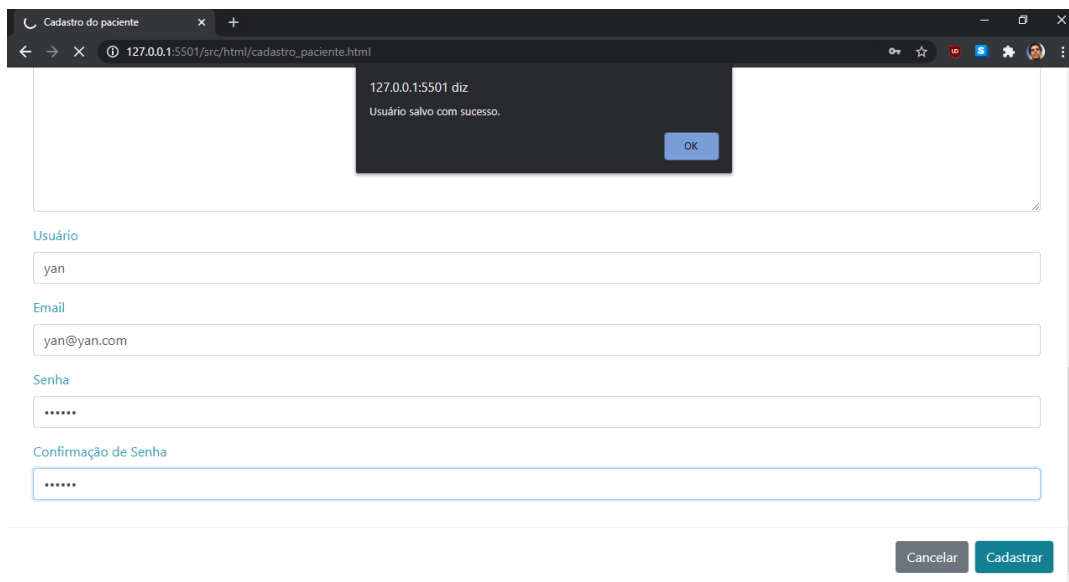 Cadastro do paciente
127.0.0.1:5501/src/html/cadastro_paciente.html
127.0.0.1:5501 diz
Usuário salvo com sucesso.
OK
Usuário
yan
Email
yan@yan.com
Senha
••••••
Confirmação de Senha
••••••
Cancelar Cadastrar